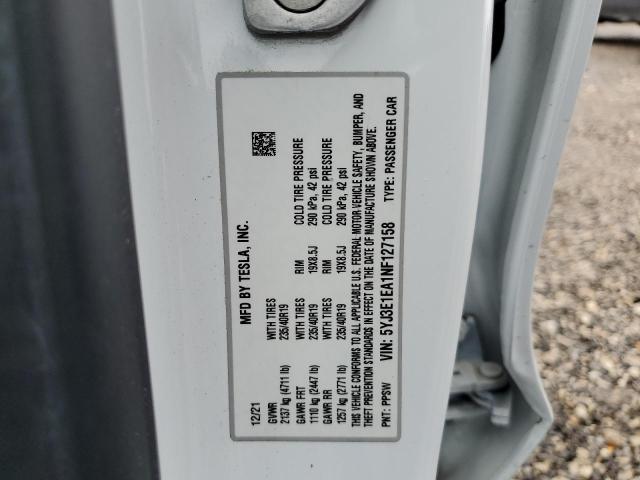 MFD BY TESLA, INC.
12/21
GVWR
2137 kg (4711 lb) WITH TIRES RIM COLD TIRE PRESSURE
235/40R19 19X8.5J 290 kPa, 42 psi
GAWR FRT
1110 kg (2447 lb) WITH TIRES RIM COLD TIRE PRESSURE
GAWR RR 235/40R19 19X8.5J 290 kPa, 42 psi
1257 kg (2771 lb)
THIS VEHICLE CONFORMS TO ALL APPLICABLE U.S. FEDERAL MOTOR VEHICLE SAFETY, BUMPER, AND
THEFT PREVENTION STANDARDS IN EFFECT ON THE DATE OF MANUFACTURE SHOWN ABOVE.
VIN: 5YJ3E1EA1NF127158 TYPE: PASSENGER CAR
PNT: PPSW